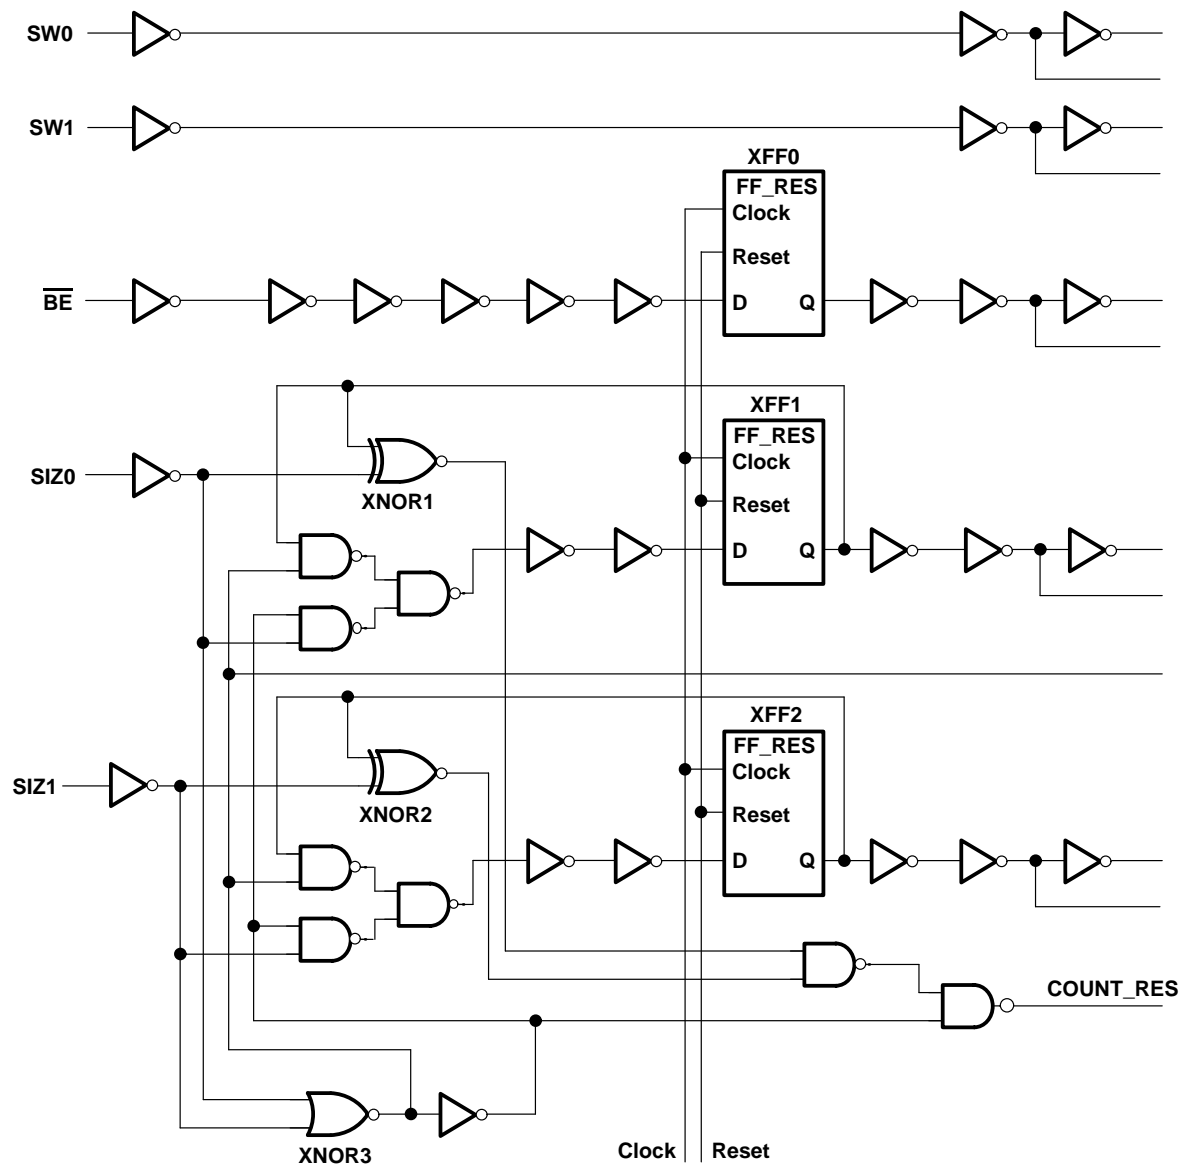 SW0
SW1
XFF0
FF_RES
Clock
Reset
B̅E̅
D Q
XFF1
FF_RES
Clock
SIZ0
XNOR1
Reset
D Q
XFF2
FF_RES
Clock
SIZ1
XNOR2
Reset
D Q
COUNT_RES
XNOR3
Clock Reset